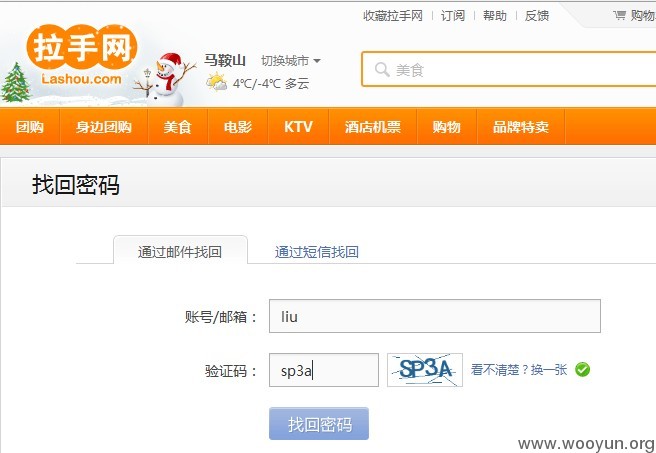 收藏拉手网 | 订阅 | 帮助 | 反馈 购物
拉手网
Lashou.com
马鞍山 切换城市
4℃/-4℃ 多云
美食
团购 身边团购 美食 电影 KTV 酒店机票 购物 品牌特卖
找回密码
通过邮件找回 通过短信找回
账号/邮箱： liu
验证码： sp3a SP3A 看不清楚？换一张
找回密码
www.wooyun.org